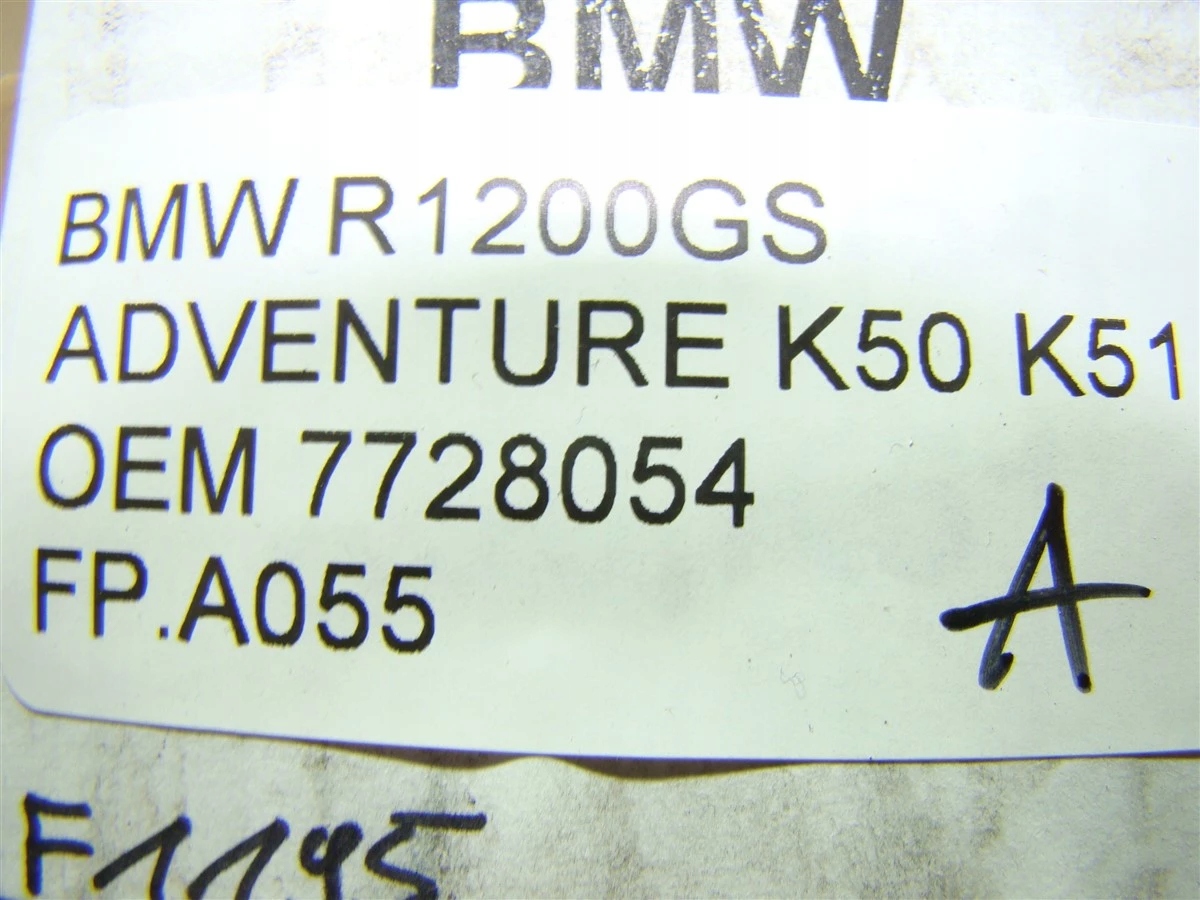 BMW
BMW R1200GS
ADVENTURE K50 K51
OEM 7728054
FP.A055
A
F1195